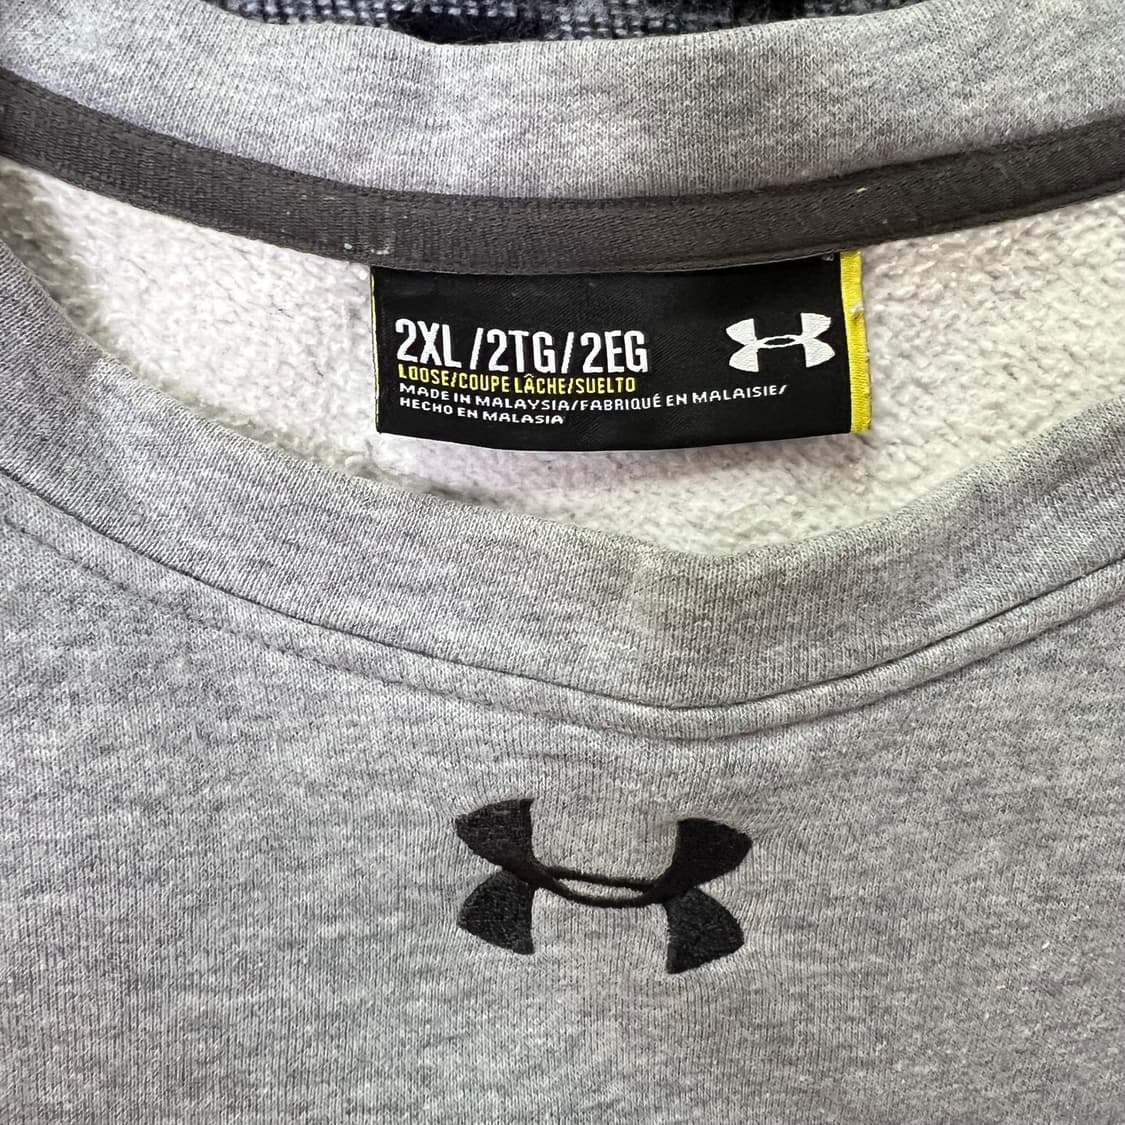 2XL/2TG/2EG
LOOSE/COUPE LÂCHE/SUELTO
MADE IN MALAYSIA/FABRIQUÉ EN MALAISIE/
HECHO EN MALASIA